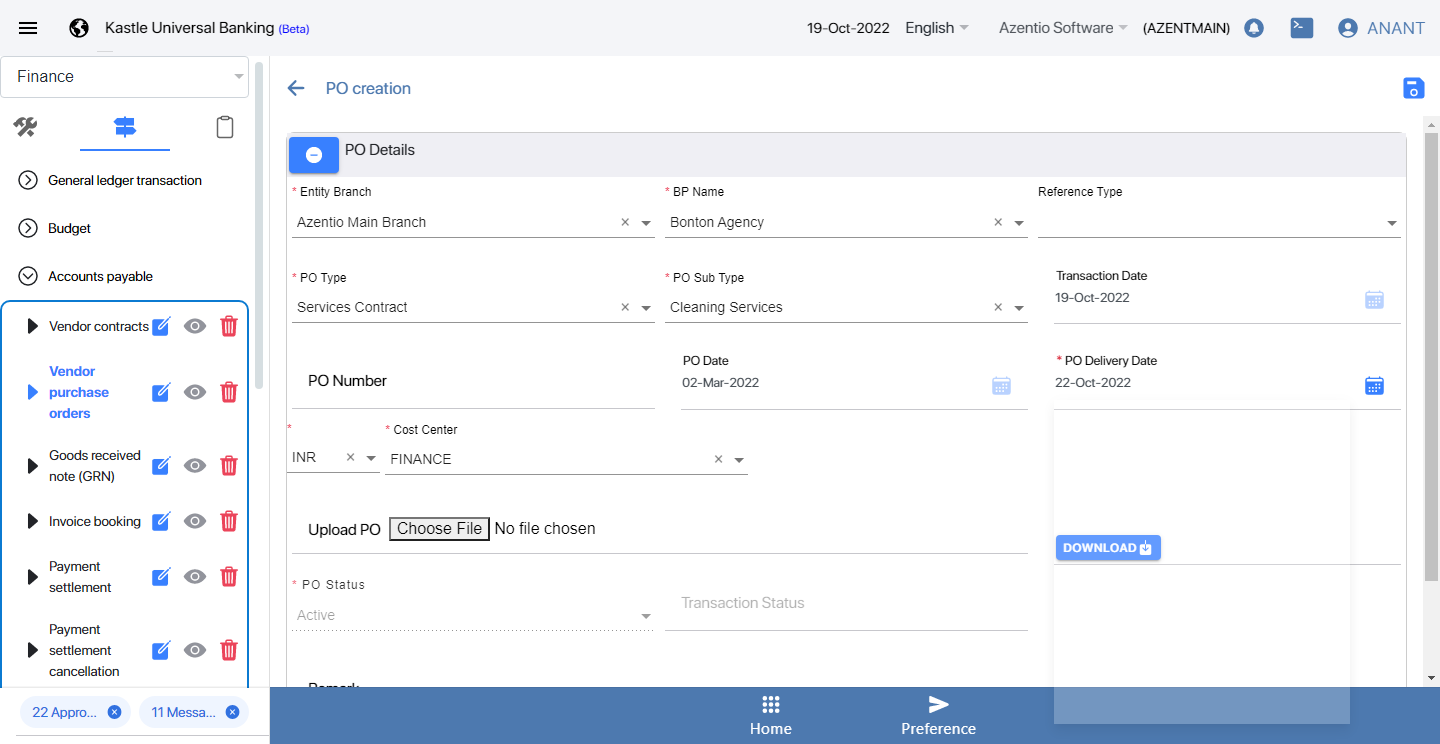 Kastle Universal Banking (Beta)
19-Oct-2022
English
Azentio Software
(AZENTMAIN)
ANANT
Finance
General ledger transaction
Budget
Accounts payable
Vendor contracts
Vendor
purchase
orders
Goods received
note (GRN)
Invoice booking
Payment
settlement
Payment
settlement
cancellation
22 Appro...
11 Messa...
PO creation
PO Details
* Entity Branch
Azentio Main Branch
* BP Name
Bonton Agency
Reference Type
* PO Type
Services Contract
* PO Sub Type
Cleaning Services
Transaction Date
19-Oct-2022
PO Number
PO Date
02-Mar-2022
* PO Delivery Date
22-Oct-2022
*
INR
* Cost Center
FINANCE
Upload PO Choose File No file chosen
DOWNLOAD
* PO Status
Active
Transaction Status
Remark
Home
Preference